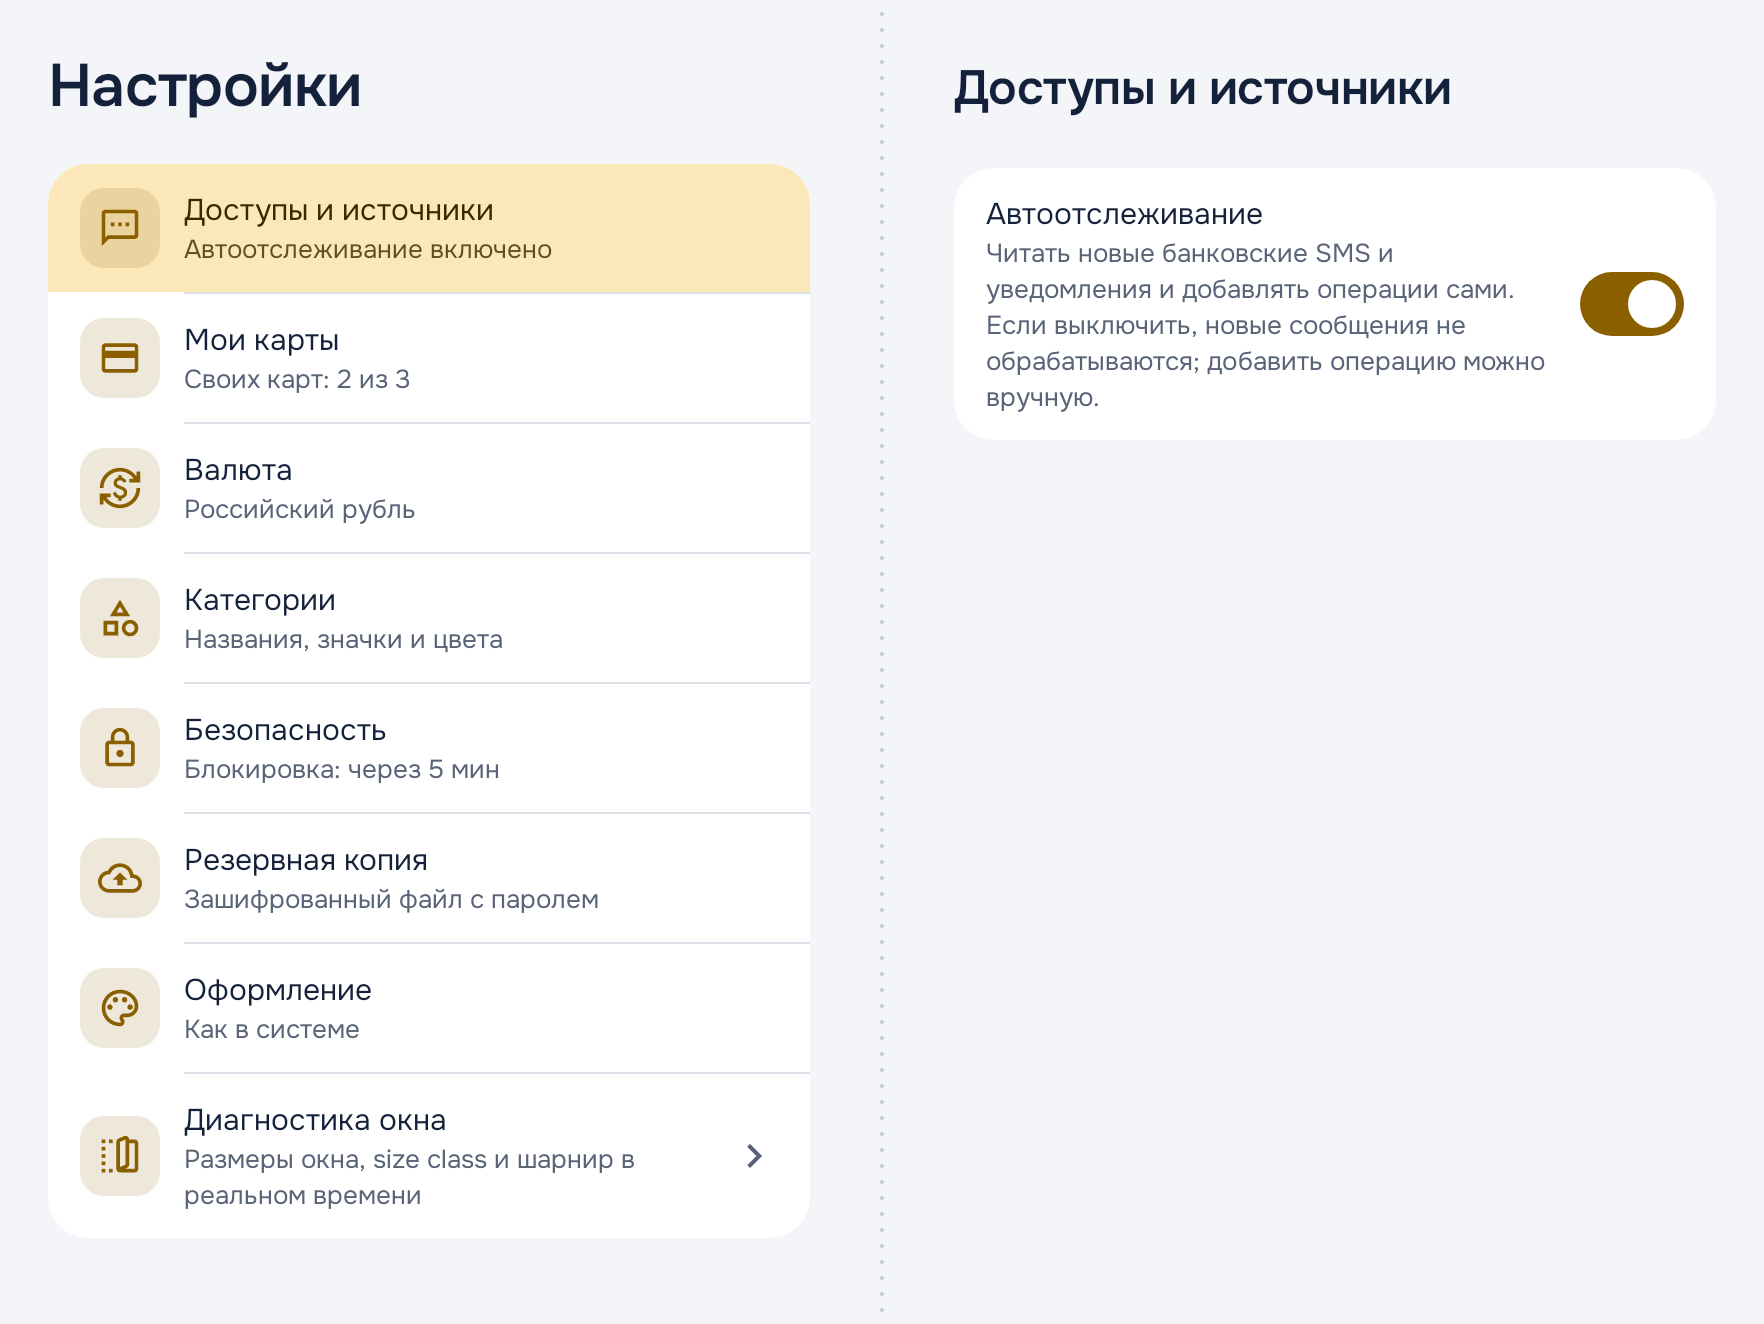 Настройки
Доступы и источники
Автоотслеживание включено
Мои карты
Своих карт: 2 из 3
Валюта
Российский рубль
Категории
Названия, значки и цвета
Безопасность
Блокировка: через 5 мин
Резервная копия
Зашифрованный файл с паролем
Оформление
Как в системе
Диагностика окна
Размеры окна, size class и шарнир в
реальном времени
Доступы и источники
Автоотслеживание
Читать новые банковские SMS и
уведомления и добавлять операции сами.
Если выключить, новые сообщения не
обрабатываются; добавить операцию можно
вручную.